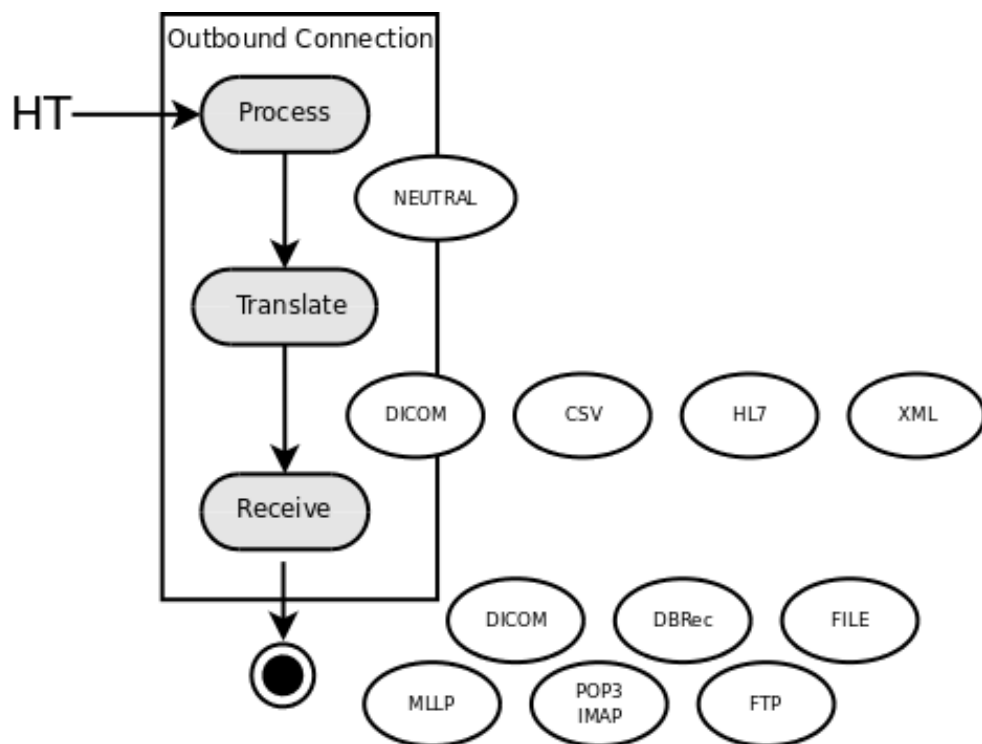 Outbound Connection
HT
Process
NEUTRAL
Translate
DICOM
CSV
HL7
XML
Receive
DICOM
DBRec
FILE
MLLP
POP3
IMAP
FTP